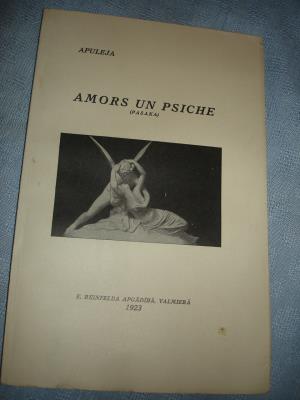 APULEJA
AMORS UN PSICHE
(PASAKA)
E. REINFELDA APGĀDĪBĀ, VALMIERĀ
1923